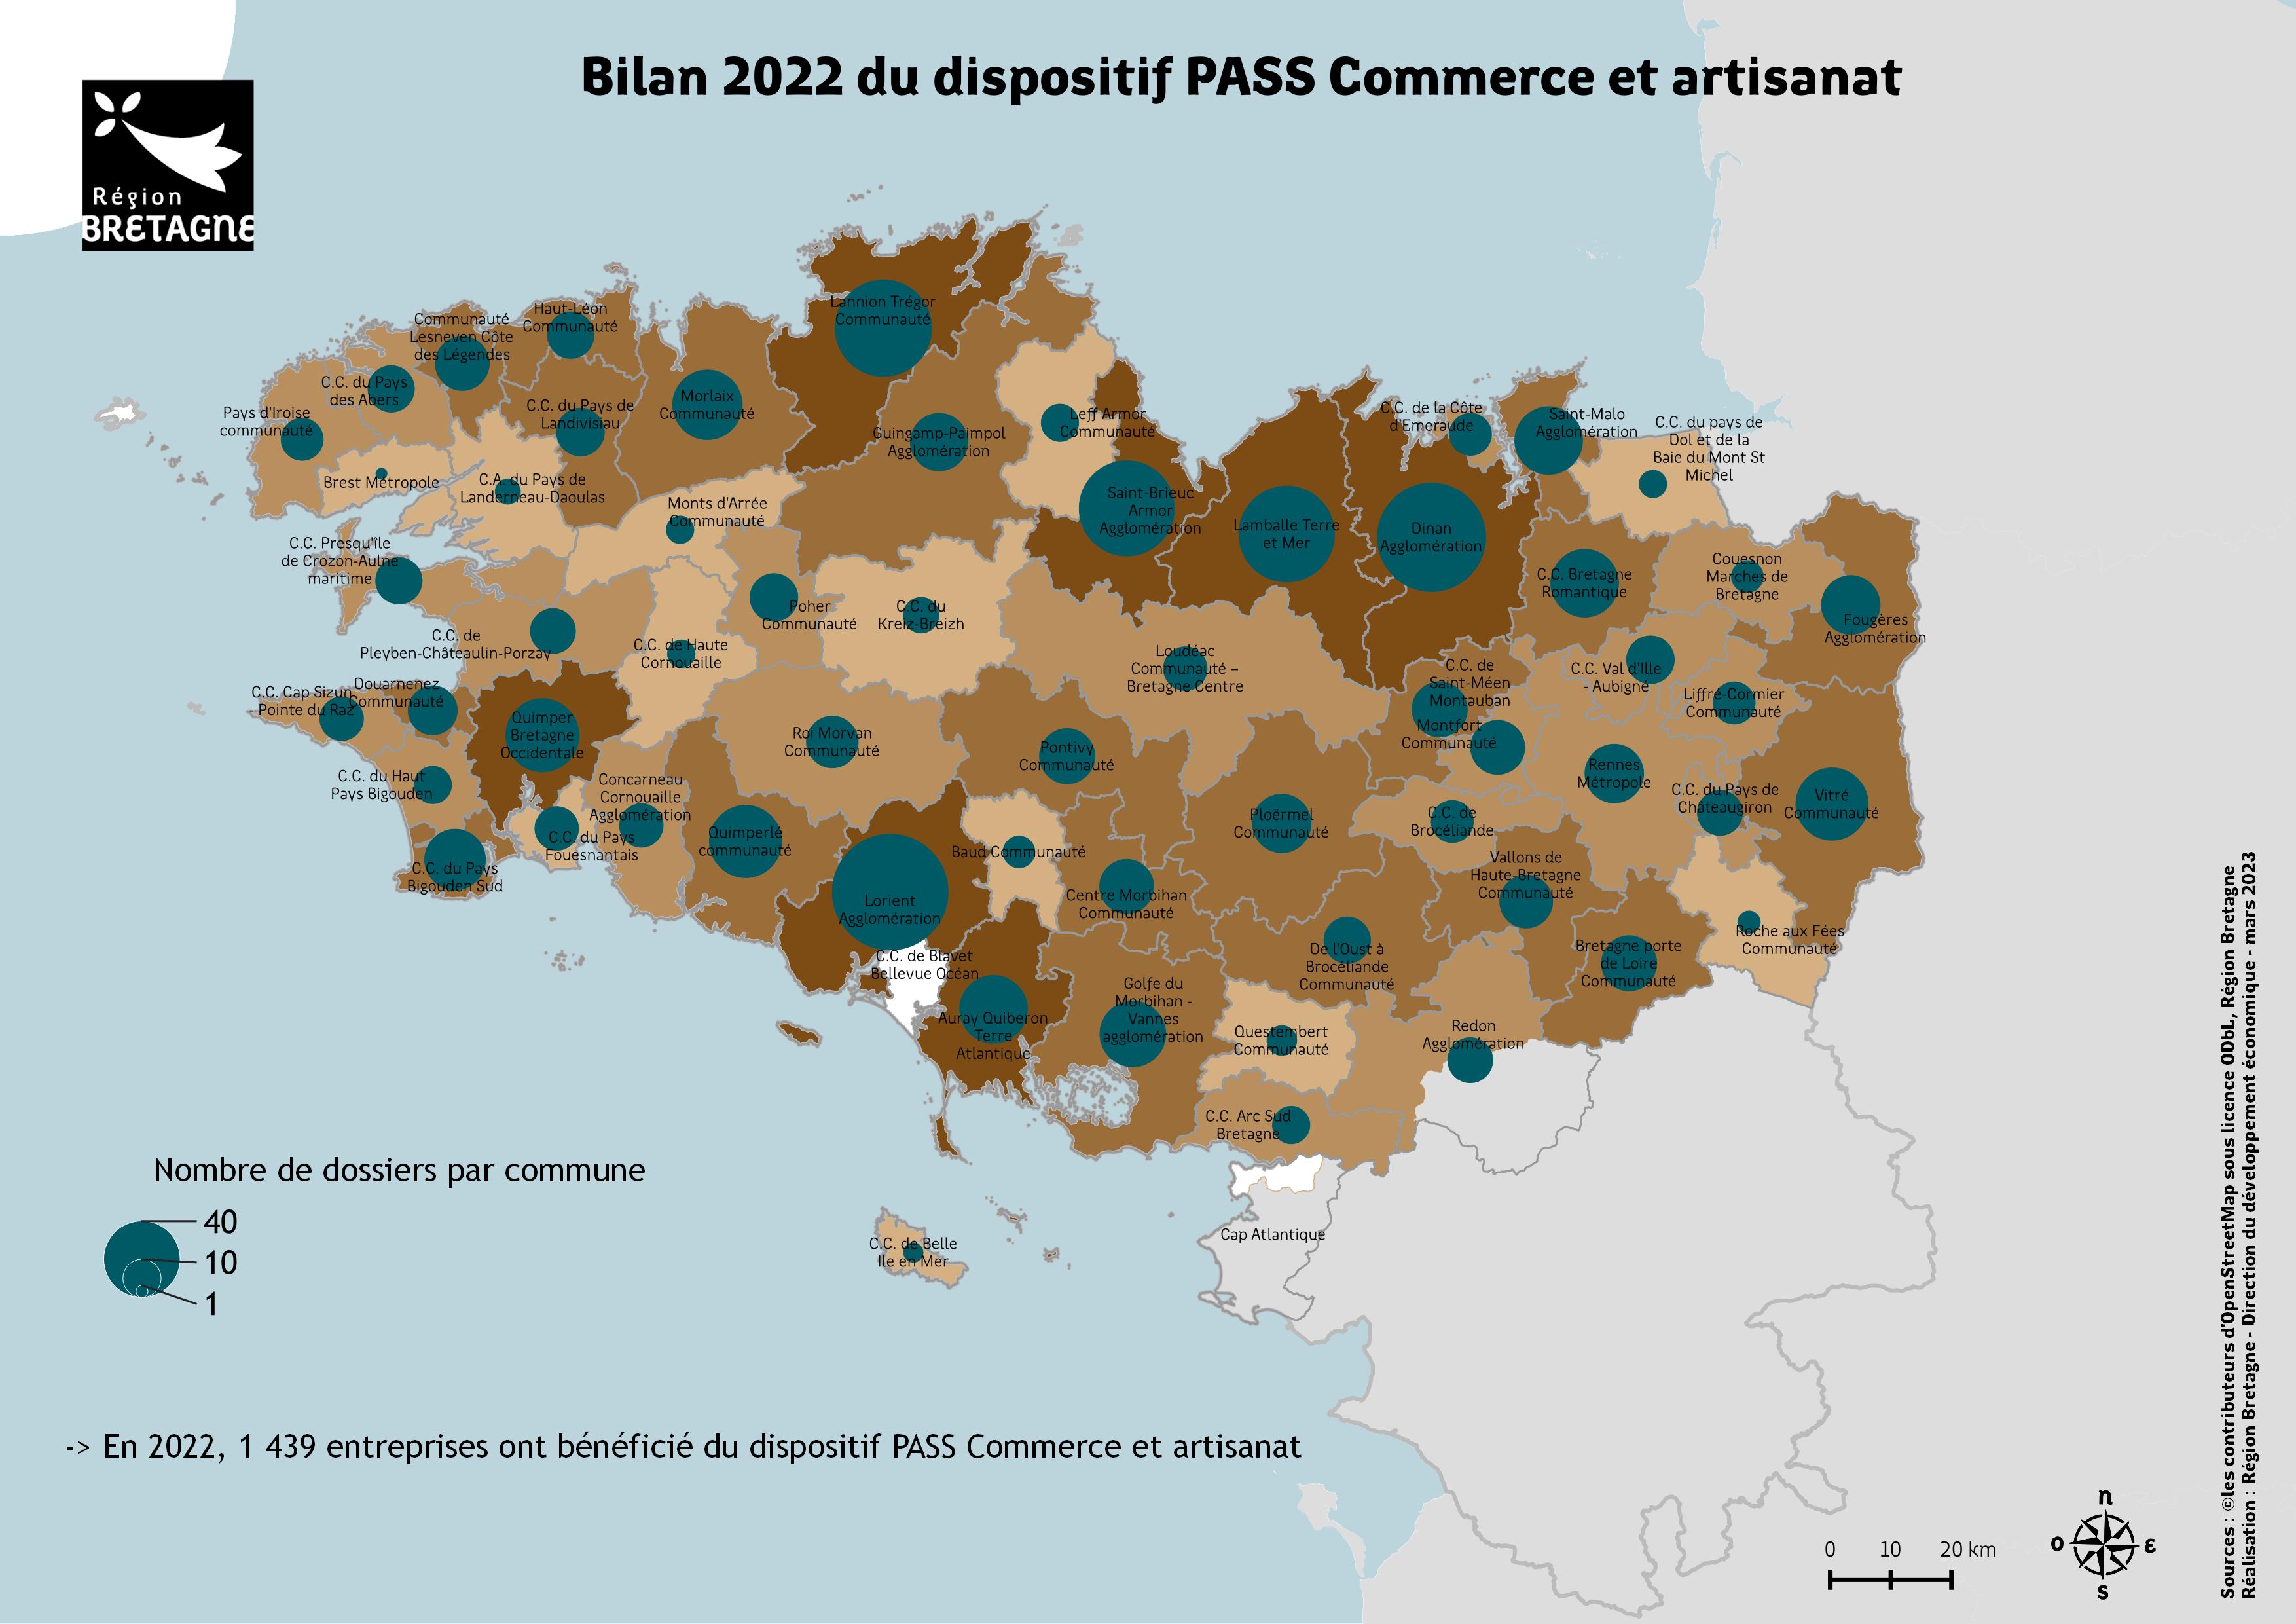 Bilan 2022 du dispositif PASS Commerce et artisanat
Région
BRETAGNE
Lannion Trégor
Communauté
Haut-Léon
Communauté
Communauté
Lesneven Côte
des Légendes
C.C. du Pays
des Abers
Pays d'Iroise
communauté
C.C. du Pays de
Landivisiau
Morlaix
Communauté
Guingamp-Paimpol
Agglomération
Leff Armor
Communauté
C.C. de la Côte
d'Emeraude
Saint-Malo
Agglomération
C.C. du pays de
Dol et de la
Baie du Mont St
Michel
Brest Métropole
C.A. du Pays de
Landerneau-Daoulas
Monts d'Arrée
Communauté
Saint-Brieuc
Armor
Agglomération
Lamballe Terre
et Mer
Dinan
Agglomération
C.C. Presqu'île
de Crozon-Aulne
maritime
C.C. Bretagne
Romantique
Couesnon
Marches de
Bretagne
Fougères
Agglomération
Poher
Communauté
C.C. du
Kreiz-Breizh
C.C. de
Pleyben-Châteaulin-Porzay
C.C. de Haute
Cornouaille
Loudéac
Communauté –
Bretagne Centre
C.C. de
Saint-Méen
Montauban
C.C. Val d'Ille
- Aubigné
Liffré-Cormier
Communauté
C.C. Cap Sizun
- Pointe du Raz
Douarnenez
Communauté
Quimper
Bretagne
Occidentale
Roi Morvan
Communauté
Pontivy
Communauté
Montfort
Communauté
Rennes
Métropole
C.C. du Pays de
Châteaugiron
Vitré
Communauté
C.C. du Haut
Pays Bigouden
Concarneau
Cornouaille
Agglomération
C.C. du Pays
Fouesnantais
Quimperlé
communauté
Ploërmel
Communauté
C.C. de
Brocéliande
C.C. du Pays
Bigouden Sud
Baud Communauté
Centre Morbihan
Communauté
Vallons de
Haute-Bretagne
Communauté
Lorient
Agglomération
Roche aux Fées
Communauté
C.C. de Blavet
Bellevue Océan
De l'Oust à
Brocéliande
Communauté
Bretagne porte
de Loire
Communauté
Auray Quiberon
Terre
Atlantique
Golfe du
Morbihan -
Vannes
agglomération
Questembert
Communauté
Redon
Agglomération
C.C. Arc Sud
Bretagne
Cap Atlantique
C.C. de Belle
Ile en Mer
Nombre de dossiers par commune
40
10
1
-> En 2022, 1 439 entreprises ont bénéficié du dispositif PASS Commerce et artisanat
0 10 20 km
n
o
ε
s
Sources : ©les contributeurs d'OpenStreetMap sous licence ODbL, Région Bretagne
Réalisation : Région Bretagne - Direction du développement économique - mars 2023